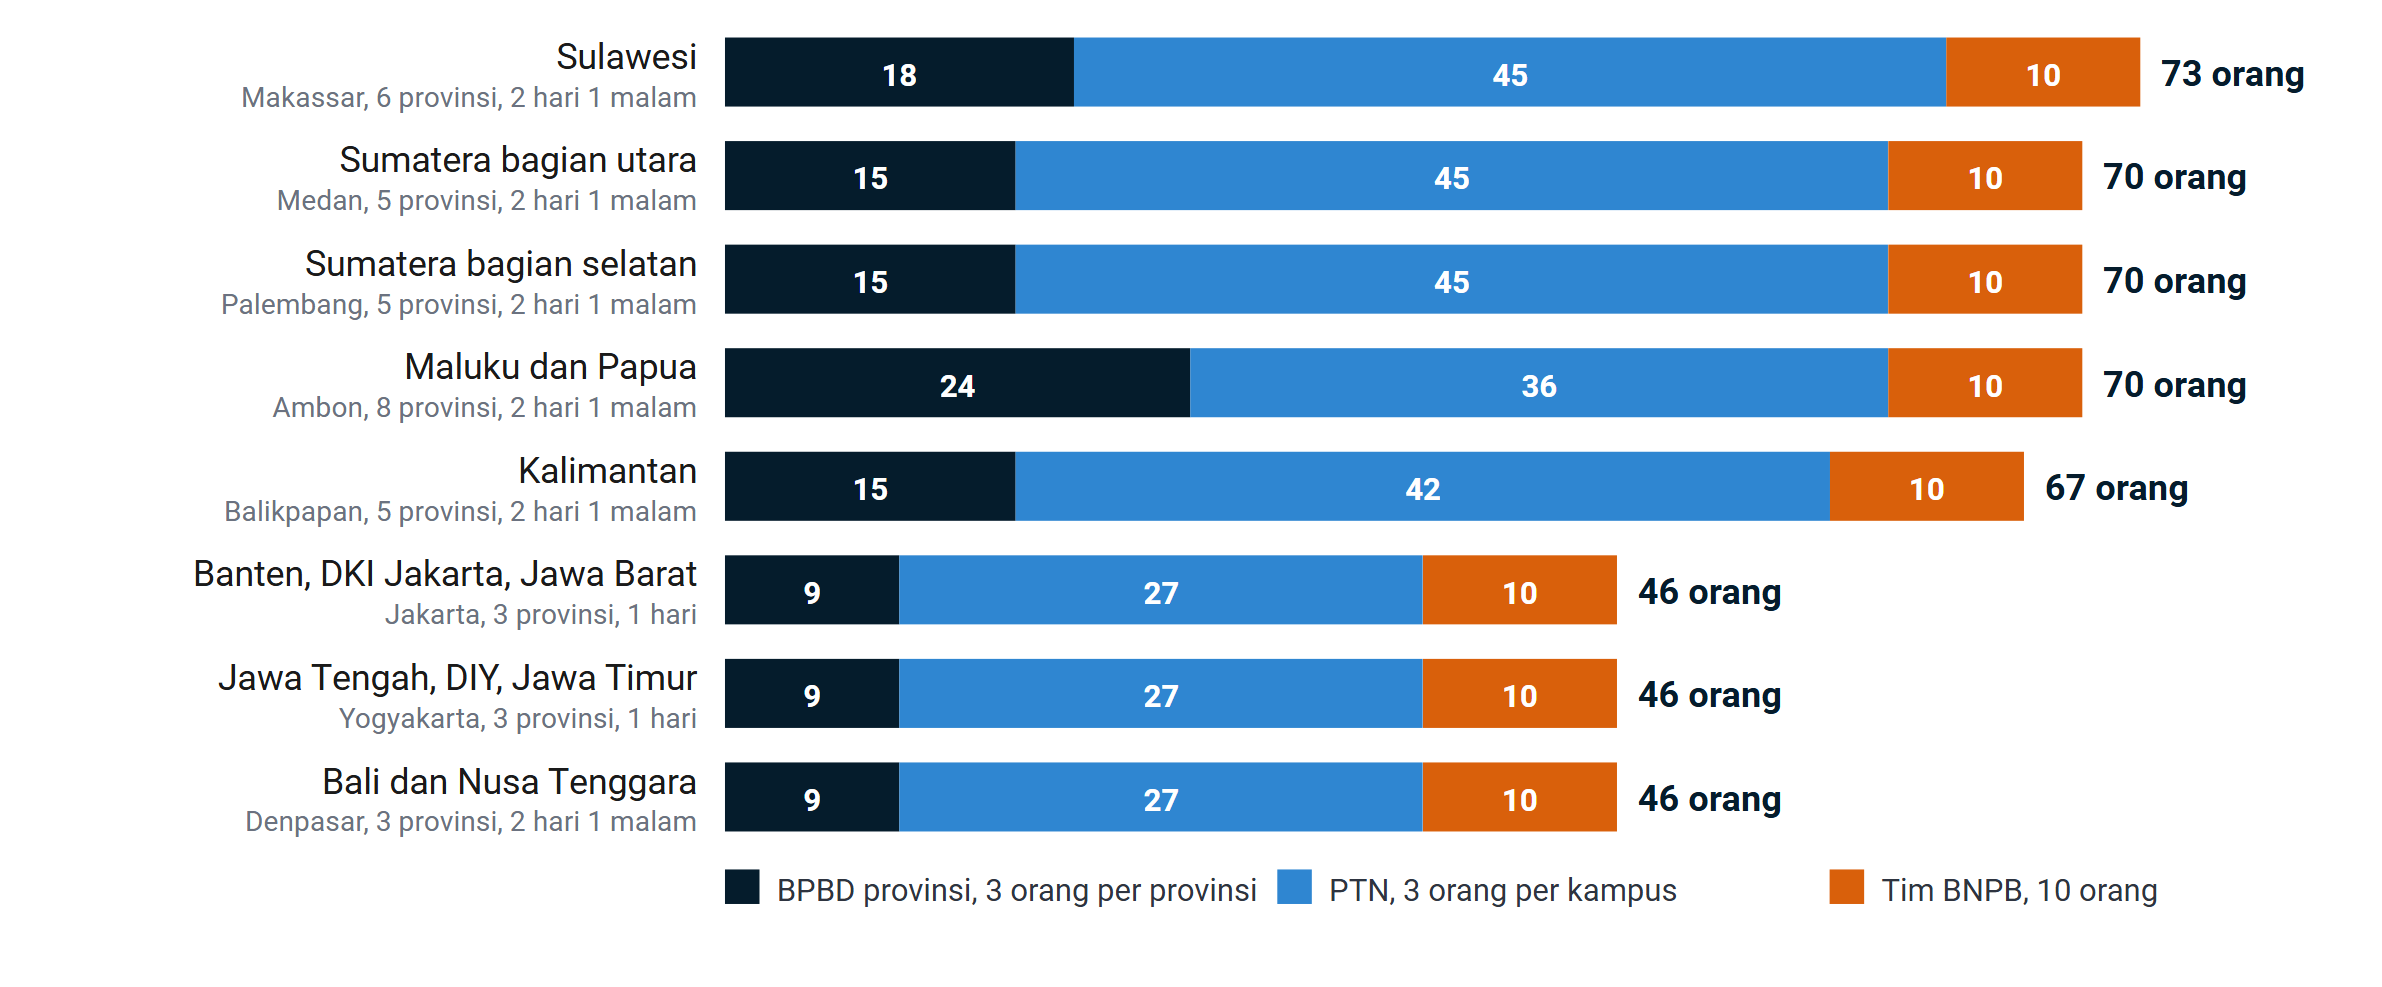 Sulawesi
Makassar, 6 provinsi, 2 hari 1 malam
18 45 10 73 orang
Sumatera bagian utara
Medan, 5 provinsi, 2 hari 1 malam
15 45 10 70 orang
Sumatera bagian selatan
Palembang, 5 provinsi, 2 hari 1 malam
15 45 10 70 orang
Maluku dan Papua
Ambon, 8 provinsi, 2 hari 1 malam
24 36 10 70 orang
Kalimantan
Balikpapan, 5 provinsi, 2 hari 1 malam
15 42 10 67 orang
Banten, DKI Jakarta, Jawa Barat
Jakarta, 3 provinsi, 1 hari
9 27 10 46 orang
Jawa Tengah, DIY, Jawa Timur
Yogyakarta, 3 provinsi, 1 hari
9 27 10 46 orang
Bali dan Nusa Tenggara
Denpasar, 3 provinsi, 2 hari 1 malam
9 27 10 46 orang
BPBD provinsi, 3 orang per provinsi PTN, 3 orang per kampus Tim BNPB, 10 orang